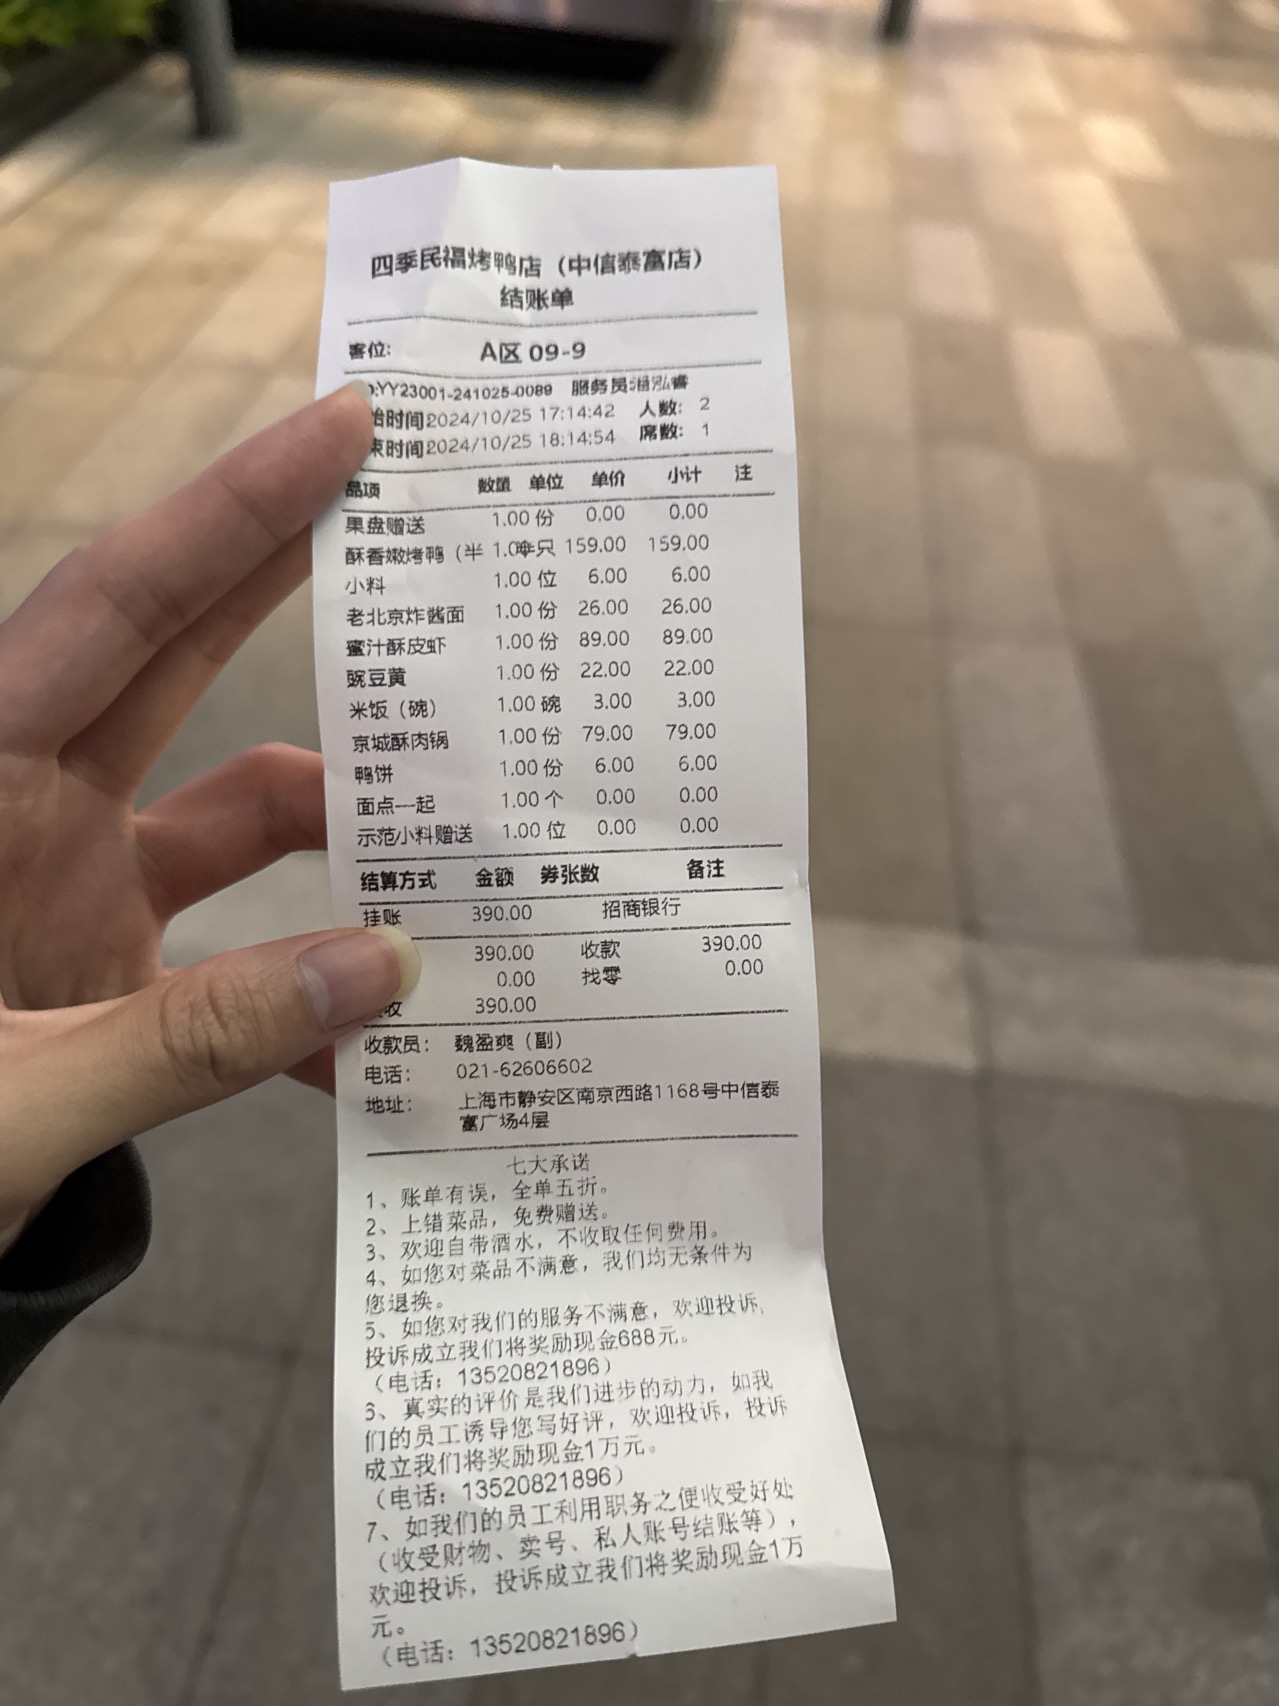 四季民福烤鸭店（中信泰富店）
结账单
客位： A区 09-9
:YY23001-241025-0089 服务员: 泓睿
始时间2024/10/25 17:14:42 人数： 2
束时间2024/10/25 18:14:54 席数： 1
品项 数量 单位 单价 小计 注
果盘赠送 1.00 份 0.00 0.00
酥香嫩烤鸭（半 1.00半只 159.00 159.00
小料 1.00 位 6.00 6.00
老北京炸酱面 1.00 份 26.00 26.00
蜜汁酥皮虾 1.00 份 89.00 89.00
豌豆黄 1.00 份 22.00 22.00
米饭（碗） 1.00 碗 3.00 3.00
京城酥肉锅 1.00 份 79.00 79.00
鸭饼 1.00 份 6.00 6.00
面点一起 1.00 个 0.00 0.00
示范小料赠送 1.00 位 0.00 0.00
结算方式 金额 券张数 备注
挂账 390.00 招商银行
390.00 收款 390.00
0.00 找零 0.00
收 390.00
收款员： 魏盈爽（副）
电话： 021-62606602
地址： 上海市静安区南京西路1168号中信泰
富广场4层
七大承诺
1、账单有误，全单五折。
2、上错菜品，免费赠送。
3、欢迎自带酒水，不收取任何费用。
4、如您对菜品不满意，我们均无条件为
您退换。
5、如您对我们的服务不满意，欢迎投诉，
投诉成立我们将奖励现金688元。
（电话：13520821896）
6、真实的评价是我们进步的动力，如我
们的员工诱导您写好评，欢迎投诉，投诉
成立我们将奖励现金1万元。
（电话：13520821896）
7、如我们的员工利用职务之便收受好处
（收受财物、卖号、私人账号结账等），
欢迎投诉，投诉成立我们将奖励现金1万
元。
（电话：13520821896）